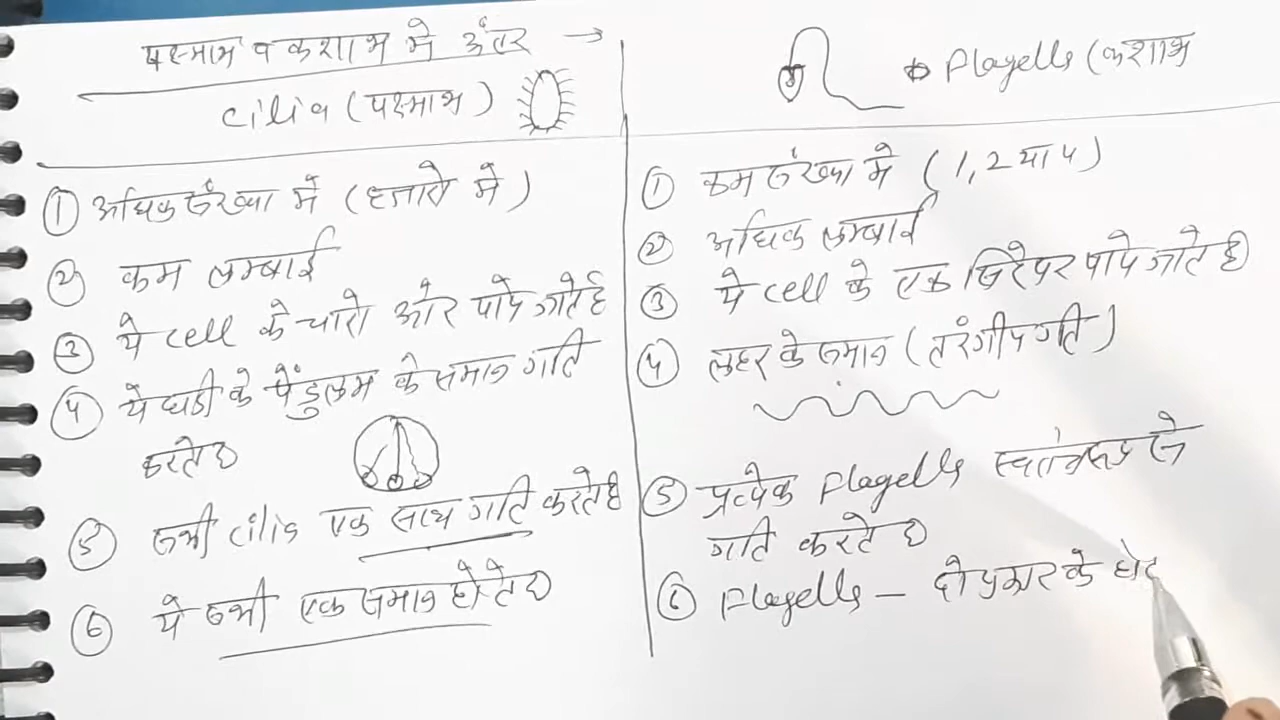 पक्ष्माभ व कशाभ में अंतर →
cilia (पक्ष्माभ)
① अधिक संख्या में (हजारो में)
② कम लम्बाई
③ ये cell के चारो ओर पाये जाते है
④ ये घडी के पेंडुलम के समान गति
करते है
⑤ सभी cilia एक साथ गति करते है
⑥ ये सभी एक समान होते है
Flagella (कशाभ
① कम संख्या में (1, 2 या 4)
② अधिक लम्बाई
③ ये cell के एक सिरे पर पाये जाते है
④ लहर के समान (तरंगीय गति)
⑤ प्रत्येक Flagella स्वतंत्र रूप से
गति करते है
⑥ Flagella – दो प्रकार के होत